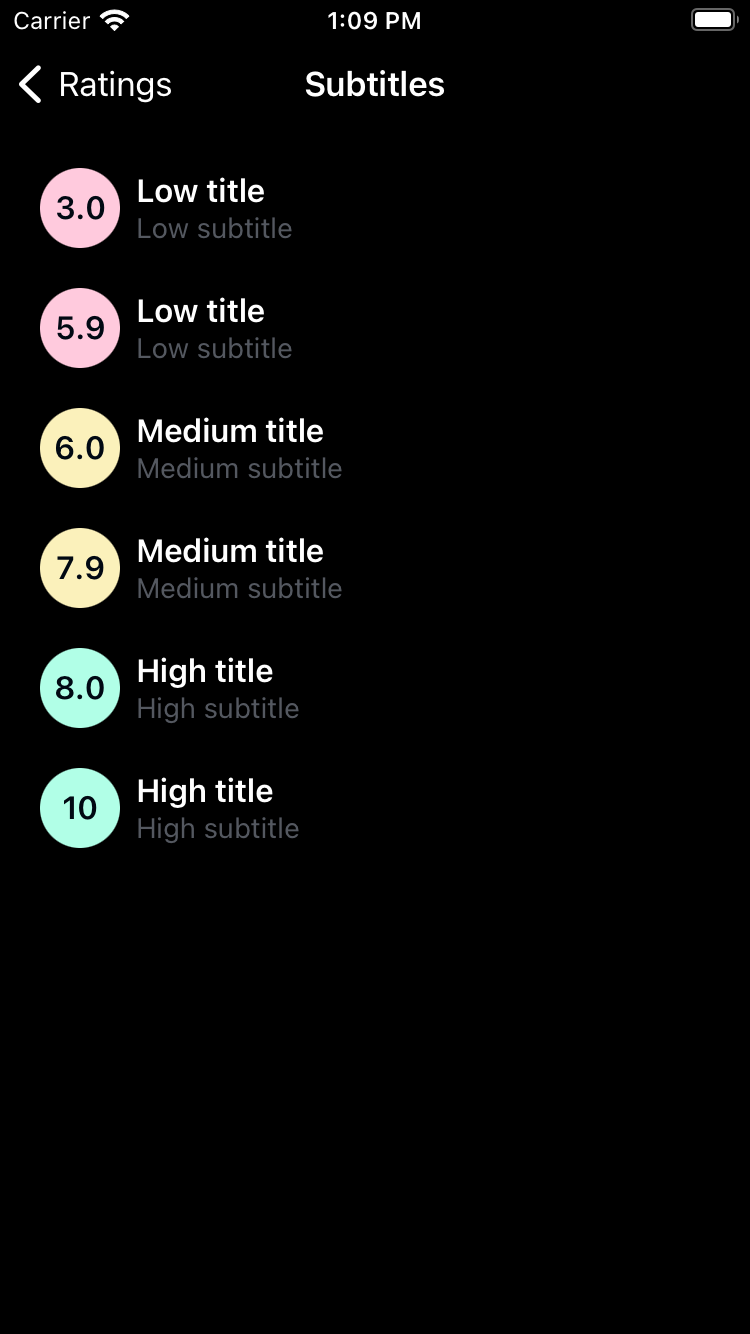 Carrier 1:09 PM
Ratings Subtitles
3.0 Low title
Low subtitle
5.9 Low title
Low subtitle
6.0 Medium title
Medium subtitle
7.9 Medium title
Medium subtitle
8.0 High title
High subtitle
10 High title
High subtitle